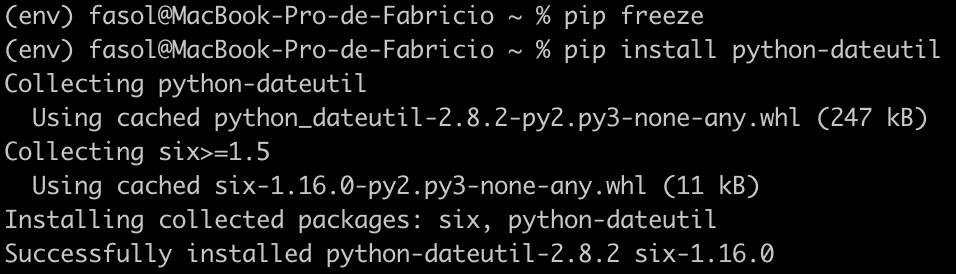 (env) fasol@MacBook-Pro-de-Fabricio ~ % pip freeze
(env) fasol@MacBook-Pro-de-Fabricio ~ % pip install python-dateutil
Collecting python-dateutil
  Using cached python_dateutil-2.8.2-py2.py3-none-any.whl (247 kB)
Collecting six>=1.5
  Using cached six-1.16.0-py2.py3-none-any.whl (11 kB)
Installing collected packages: six, python-dateutil
Successfully installed python-dateutil-2.8.2 six-1.16.0